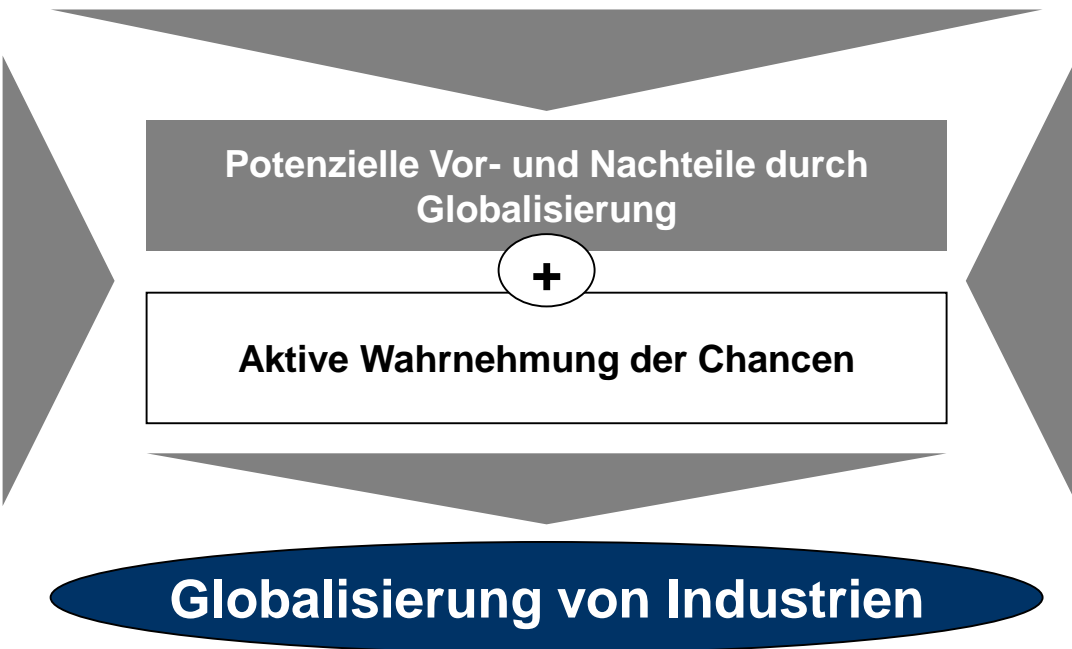 Potenzielle Vor- und Nachteile durch
Globalisierung
+
Aktive Wahrnehmung der Chancen
Globalisierung von Industrien